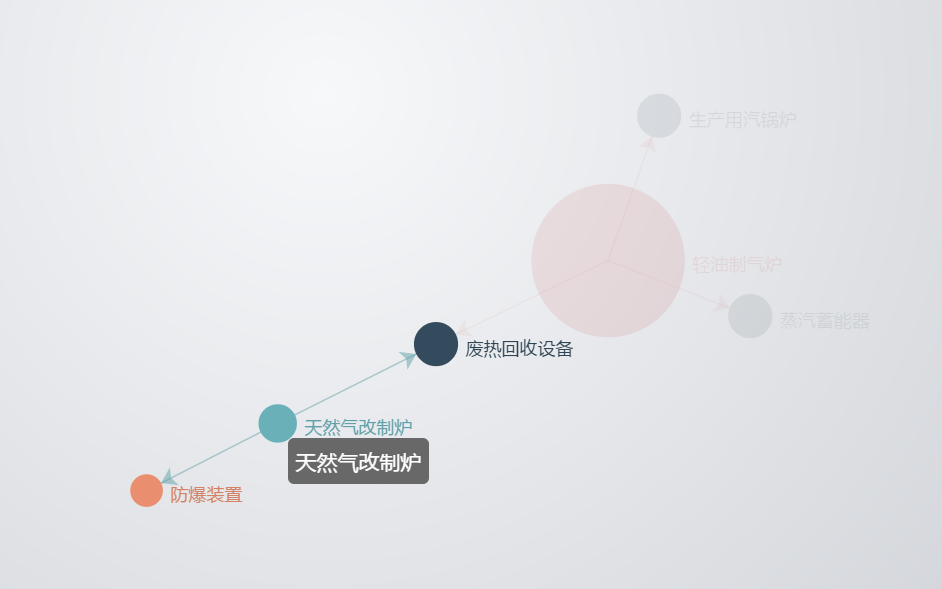 生产用汽锅炉
轻油制气炉
蒸汽蓄能器
废热回收设备
天然气改制炉
天然气改制炉
防爆装置